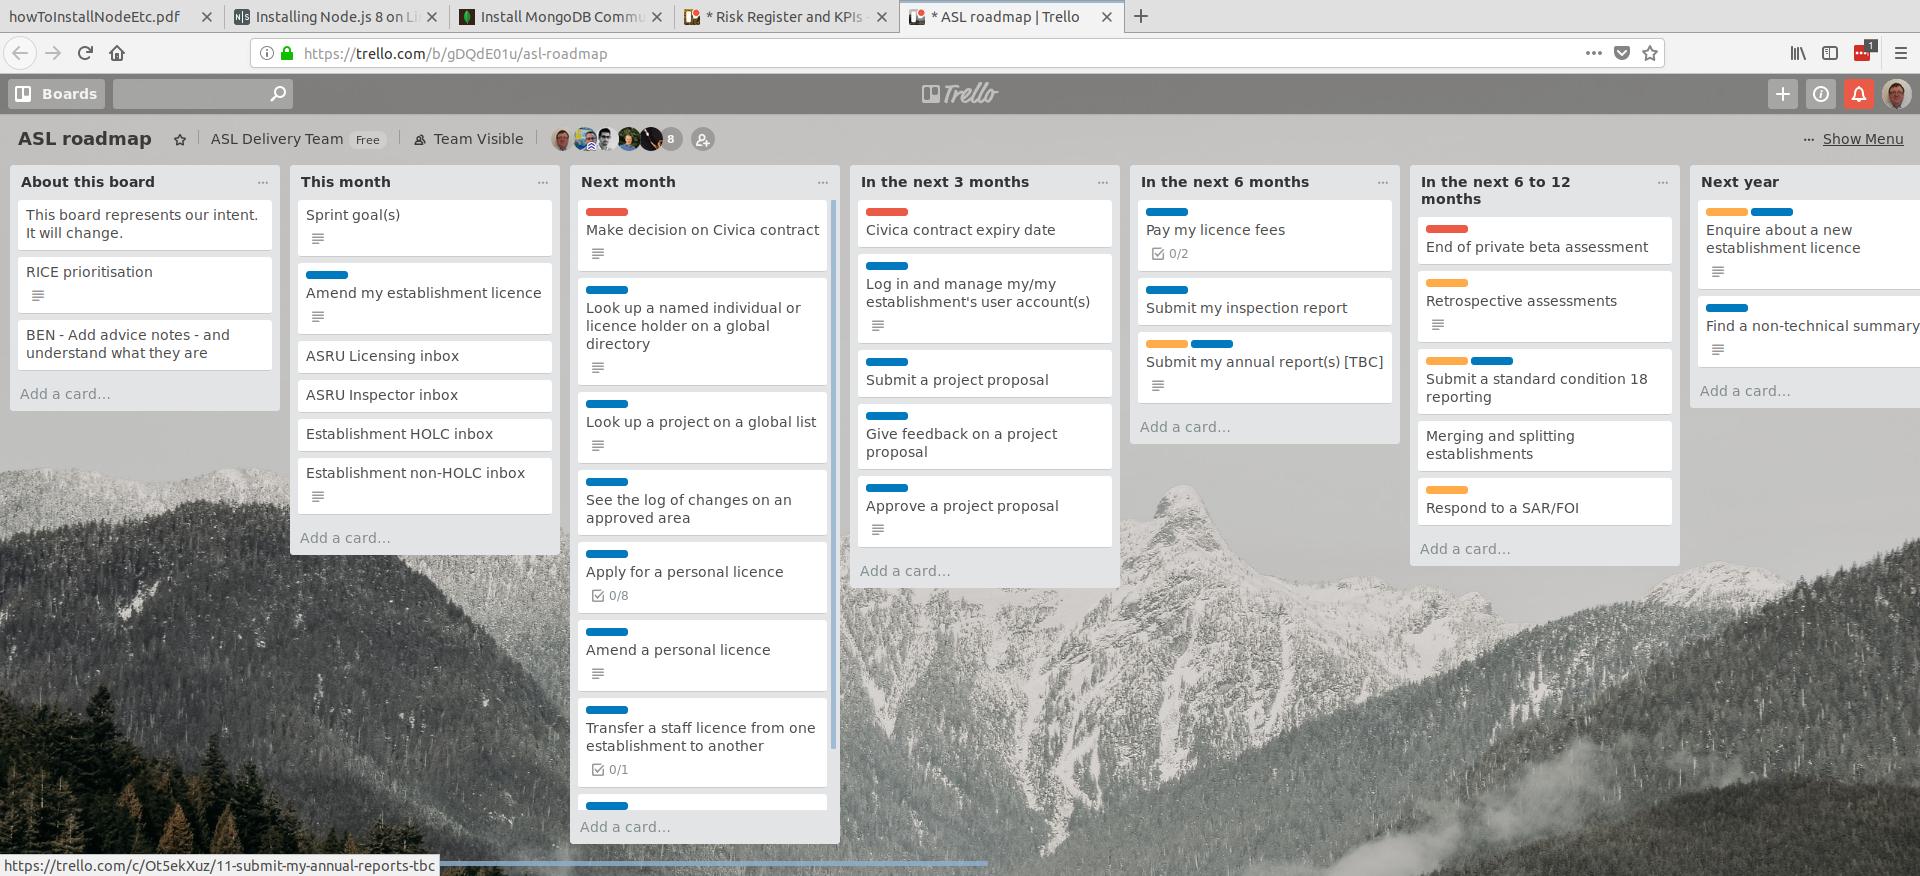 howToInstallNodeEtc.pdf
Installing Node.js 8 on Li
Install MongoDB Commu
* Risk Register and KPIs
* ASL roadmap | Trello
https://trello.com/b/gDQdE01u/asl-roadmap
1
Boards
Trello
ASL roadmap
ASL Delivery Team Free
Team Visible
8
Show Menu
About this board
This board represents our intent.
It will change.
RICE prioritisation
BEN - Add advice notes - and
understand what they are
Add a card...
This month
Sprint goal(s)
Amend my establishment licence
ASRU Licensing inbox
ASRU Inspector inbox
Establishment HOLC inbox
Establishment non-HOLC inbox
Add a card...
Next month
Make decision on Civica contract
Look up a named individual or
licence holder on a global
directory
Look up a project on a global list
See the log of changes on an
approved area
Apply for a personal licence
0/8
Amend a personal licence
Transfer a staff licence from one
establishment to another
0/1
Add a card...
In the next 3 months
Civica contract expiry date
Log in and manage my/my
establishment's user account(s)
Submit a project proposal
Give feedback on a project
proposal
Approve a project proposal
Add a card...
In the next 6 months
Pay my licence fees
0/2
Submit my inspection report
Submit my annual report(s) [TBC]
Add a card...
In the next 6 to 12
months
End of private beta assessment
Retrospective assessments
Submit a standard condition 18
reporting
Merging and splitting
establishments
Respond to a SAR/FOI
Add a card...
Next year
Enquire about a new
establishment licence
Find a non-technical summary
Add a card...
https://trello.com/c/Ot5ekXuz/11-submit-my-annual-reports-tbc